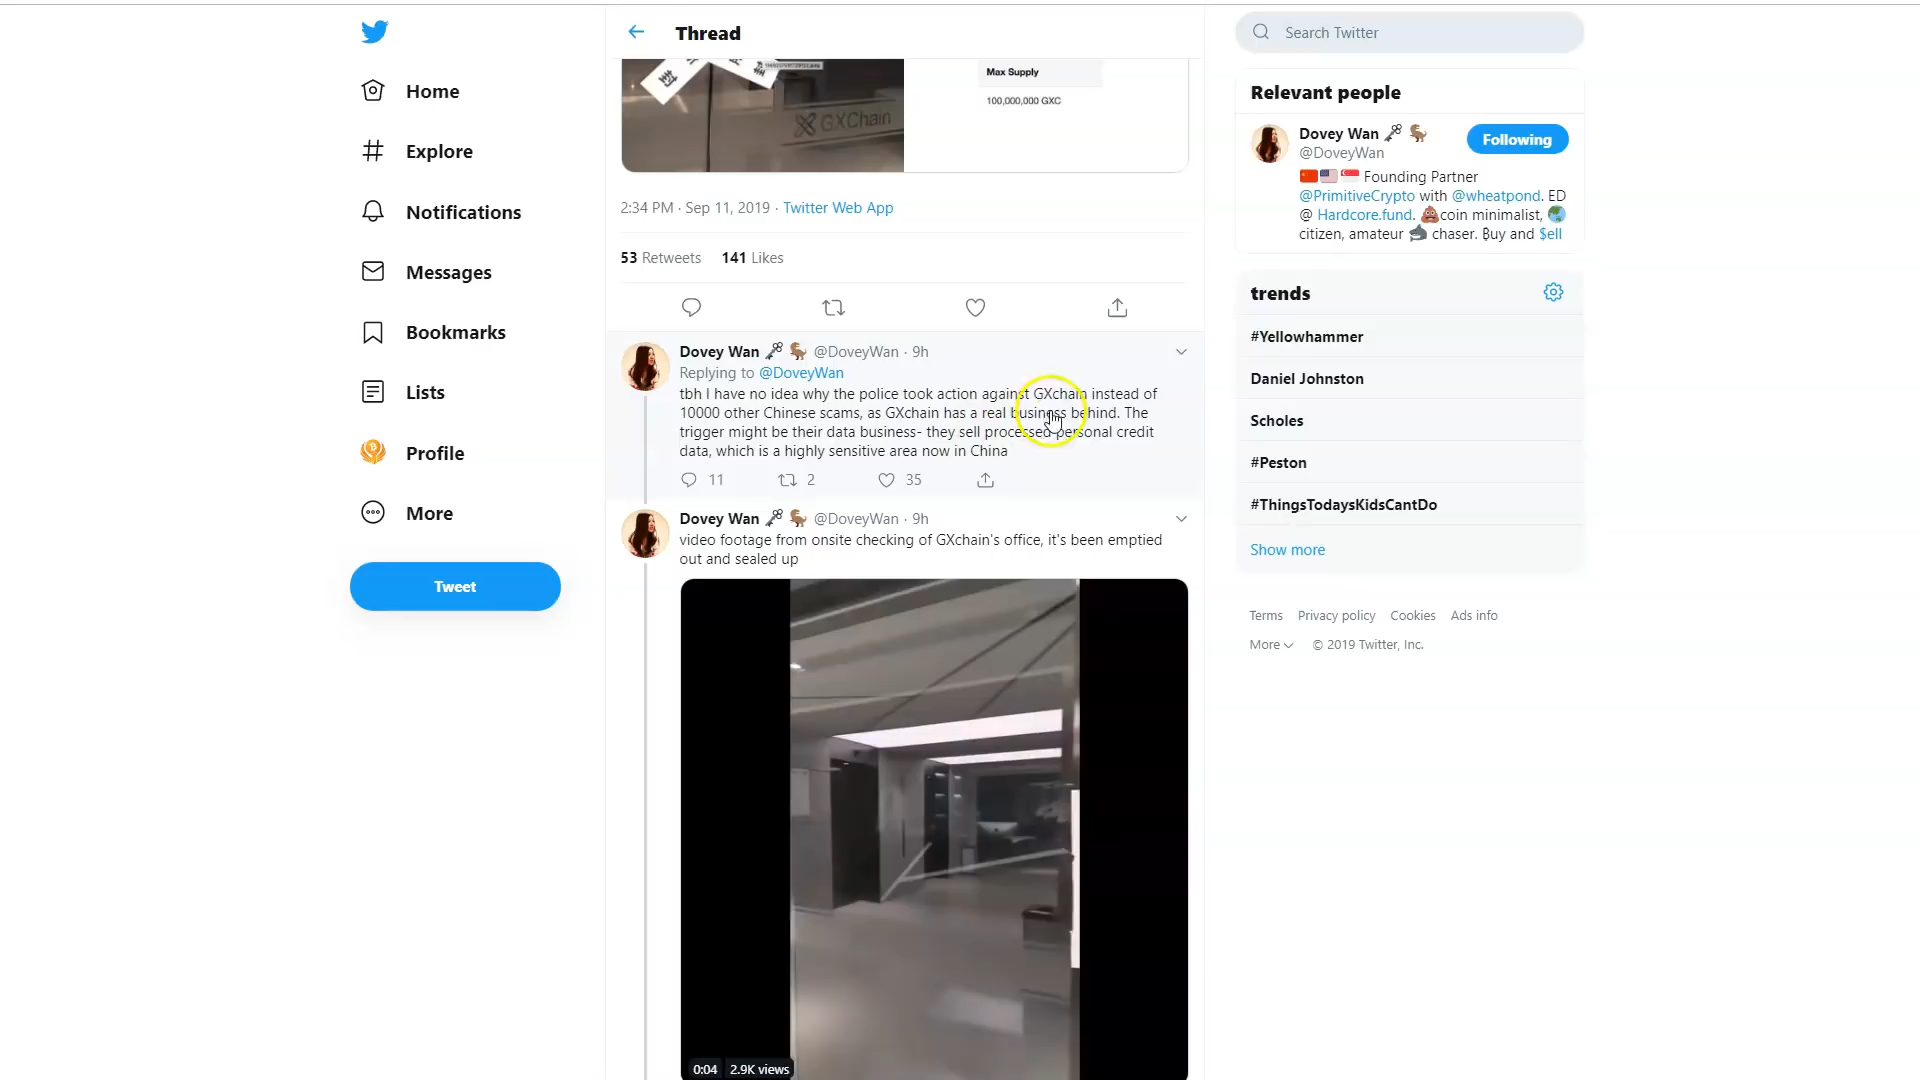 Home
Explore
Notifications
Messages
Bookmarks
Lists
Profile
More
Tweet
Thread
GXChain
Max Supply
100,000,000 GXC
2:34 PM · Sep 11, 2019 · Twitter Web App
53 Retweets 141 Likes
Dovey Wan @DoveyWan · 9h
Replying to @DoveyWan
tbh I have no idea why the police took action against GXchain instead of
10000 other Chinese scams, as GXchain has a real business behind. The
trigger might be their data business- they sell processed personal credit
data, which is a highly sensitive area now in China
11 2 35
Dovey Wan @DoveyWan · 9h
video footage from onsite checking of GXchain's office, it's been emptied
out and sealed up
0:04 2.9K views
Search Twitter
Relevant people
Dovey Wan
@DoveyWan
Following
Founding Partner
@PrimitiveCrypto with @wheatpond. ED
@ Hardcore.fund. coin minimalist,
citizen, amateur chaser. ₿uy and $ell
trends
#Yellowhammer
Daniel Johnston
Scholes
#Peston
#ThingsTodaysKidsCantDo
Show more
Terms Privacy policy Cookies Ads info
More © 2019 Twitter, Inc.